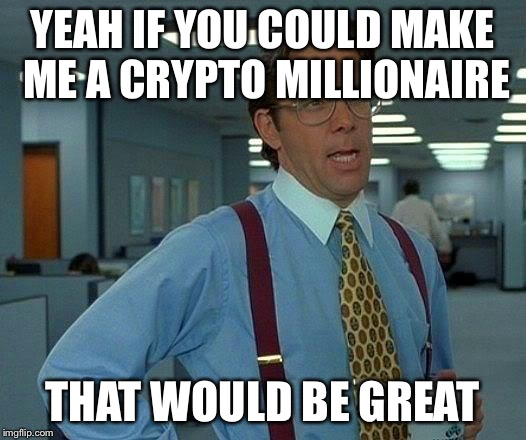 YEAH IF YOU COULD MAKE
ME A CRYPTO MILLIONAIRE
THAT WOULD BE GREAT
imgflip.com